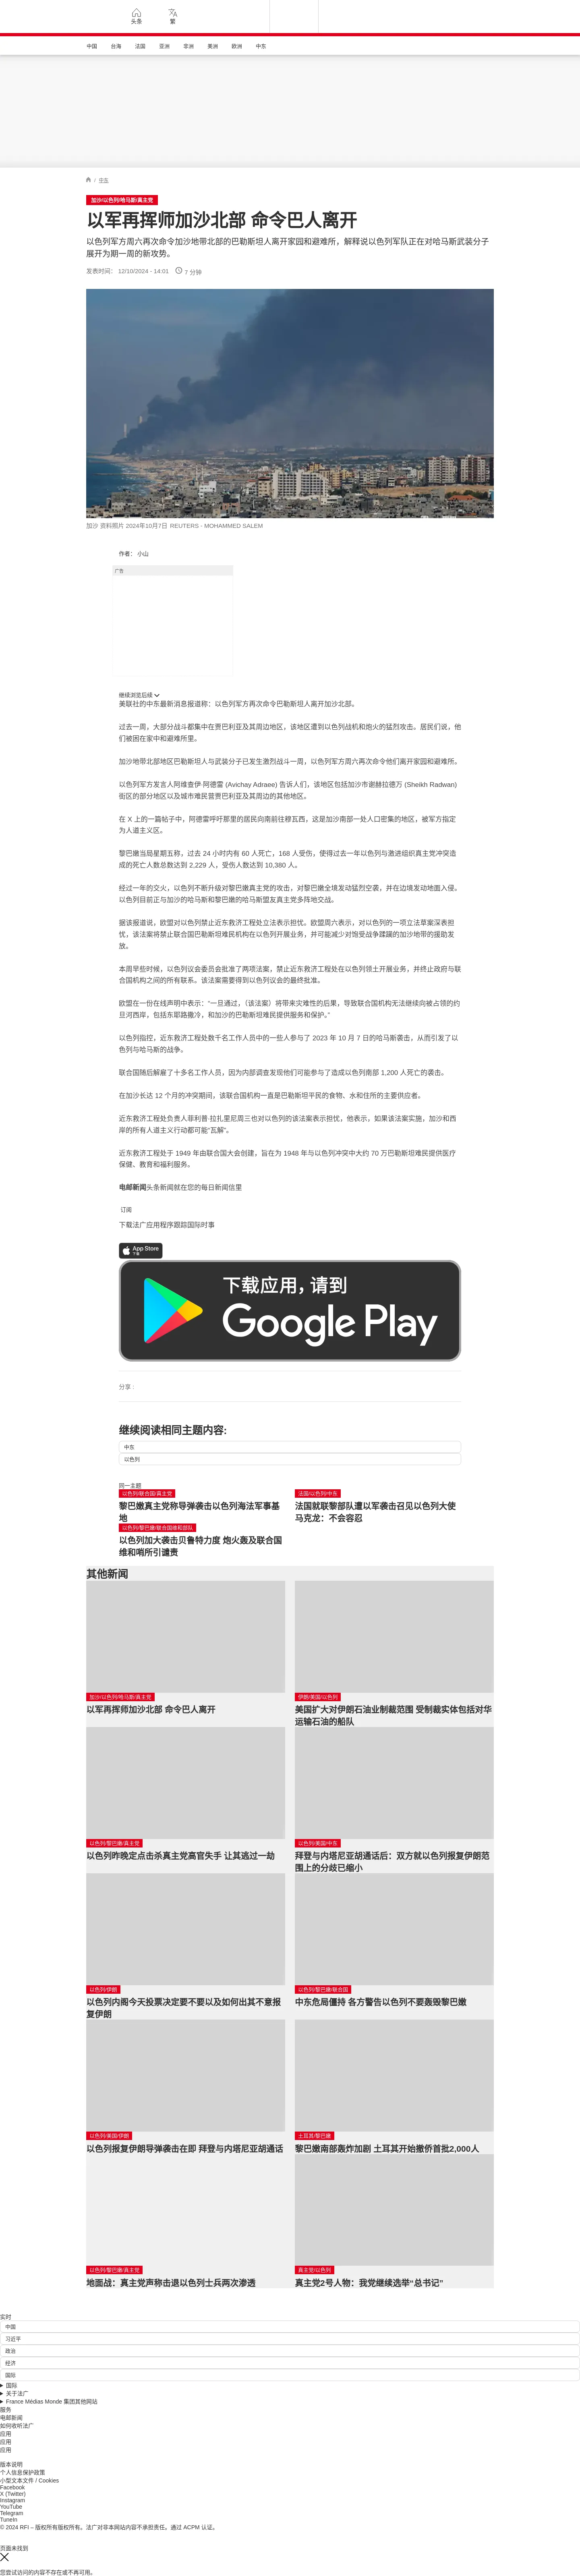 头条
繁
中国
台海
法国
亚洲
非洲
美洲
欧洲
中东
/ 中东
加沙/以色列/哈马斯/真主党
以军再挥师加沙北部 命令巴人离开
以色列军方周六再次命令加沙地带北部的巴勒斯坦人离开家园和避难所，解释说以色列军队正在对哈马斯武装分子
展开为期一周的新攻势。
发表时间： 12/10/2024 - 14:01 7 分钟
加沙 资料照片 2024年10月7日 REUTERS - MOHAMMED SALEM
作者： 小山
广告
继续浏览后续
美联社的中东最新消息报道称：以色列军方再次命令巴勒斯坦人离开加沙北部。
过去一周，大部分战斗都集中在贾巴利亚及其周边地区，该地区遭到以色列战机和炮火的猛烈攻击。居民们说，他
们被困在家中和避难所里。
加沙地带北部地区巴勒斯坦人与武装分子已发生激烈战斗一周，以色列军方周六再次命令他们离开家园和避难所。
以色列军方发言人阿维查伊·阿德雷 (Avichay Adraee) 告诉人们，该地区包括加沙市谢赫拉德万 (Sheikh Radwan)
街区的部分地区以及城市难民营贾巴利亚及其周边的其他地区。
在 X 上的一篇帖子中，阿德雷呼吁那里的居民向南前往穆瓦西，这是加沙南部一处人口密集的地区，被军方指定
为人道主义区。
黎巴嫩当局星期五称，过去 24 小时内有 60 人死亡，168 人受伤，使得过去一年以色列与激进组织真主党冲突造
成的死亡人数总数达到 2,229 人，受伤人数达到 10,380 人。
经过一年的交火，以色列不断升级对黎巴嫩真主党的攻击，对黎巴嫩全境发动猛烈空袭，并在边境发动地面入侵。
以色列目前正与加沙的哈马斯和黎巴嫩的哈马斯盟友真主党多阵地交战。
据该报道说，欧盟对以色列禁止近东救济工程处立法表示担忧。欧盟周六表示，对以色列的一项立法草案深表担
忧，该法案将禁止联合国巴勒斯坦难民机构在以色列开展业务，并可能减少对饱受战争蹂躏的加沙地带的援助发
放。
本周早些时候，以色列议会委员会批准了两项法案，禁止近东救济工程处在以色列领土开展业务，并终止政府与联
合国机构之间的所有联系。该法案需要得到以色列议会的最终批准。
欧盟在一份在线声明中表示：“一旦通过，（该法案）将带来灾难性的后果，导致联合国机构无法继续向被占领的约
旦河西岸，包括东耶路撒冷，和加沙的巴勒斯坦难民提供服务和保护。”
以色列指控，近东救济工程处数千名工作人员中的一些人参与了 2023 年 10 月 7 日的哈马斯袭击，从而引发了以
色列与哈马斯的战争。
联合国随后解雇了十多名工作人员，因为内部调查发现他们可能参与了造成以色列南部 1,200 人死亡的袭击。
在加沙长达 12 个月的冲突期间，该联合国机构一直是巴勒斯坦平民的食物、水和住所的主要供应者。
近东救济工程处负责人菲利普·拉扎里尼周三也对以色列的该法案表示担忧，他表示，如果该法案实施，加沙和西
岸的所有人道主义行动都可能“瓦解”。
近东救济工程处于 1949 年由联合国大会创建，旨在为 1948 年与以色列冲突中大约 70 万巴勒斯坦难民提供医疗
保健、教育和福利服务。
电邮新闻头条新闻就在您的每日新闻信里
订阅
下载法广应用程序跟踪国际时事
App Store
下载
下载应用，请到
Google Play
分享 :
继续阅读相同主题内容:
中东
以色列
同一主题
以色列/联合国/真主党
黎巴嫩真主党称导弹袭击以色列海法军事基
地
法国/以色列/中东
法国就联黎部队遭以军袭击召见以色列大使
马克龙：不会容忍
以色列/黎巴嫩/联合国维和部队
以色列加大袭击贝鲁特力度 炮火轰及联合国
维和哨所引谴责
其他新闻
加沙/以色列/哈马斯/真主党
以军再挥师加沙北部 命令巴人离开
伊朗/美国/以色列
美国扩大对伊朗石油业制裁范围 受制裁实体包括对华
运输石油的船队
以色列/黎巴嫩/真主党
以色列昨晚定点击杀真主党高官失手 让其逃过一劫
以色列/美国/中东
拜登与内塔尼亚胡通话后：双方就以色列报复伊朗范
围上的分歧已缩小
以色列/伊朗
以色列内阁今天投票决定要不要以及如何出其不意报
复伊朗
以色列/黎巴嫩/联合国
中东危局僵持 各方警告以色列不要轰毁黎巴嫩
以色列/美国/伊朗
以色列报复伊朗导弹袭击在即 拜登与内塔尼亚胡通话
土耳其/黎巴嫩
黎巴嫩南部轰炸加剧 土耳其开始撤侨首批2,000人
以色列/黎巴嫩/真主党
地面战：真主党声称击退以色列士兵两次渗透
真主党/以色列
真主党2号人物：我党继续选举“总书记”
实时
中国
习近平
政治
经济
国际
国际
关于法广
France Médias Monde 集团其他网站
服务
电邮新闻
如何收听法广
应用
应用
应用
版本说明
个人信息保护政策
小型文本文件 / Cookies
Facebook
X (Twitter)
Instagram
YouTube
Telegram
TuneIn
© 2024 RFI – 版权所有版权所有。法广对非本网站内容不承担责任。通过 ACPM 认证。
页面未找到
您尝试访问的内容不存在或不再可用。